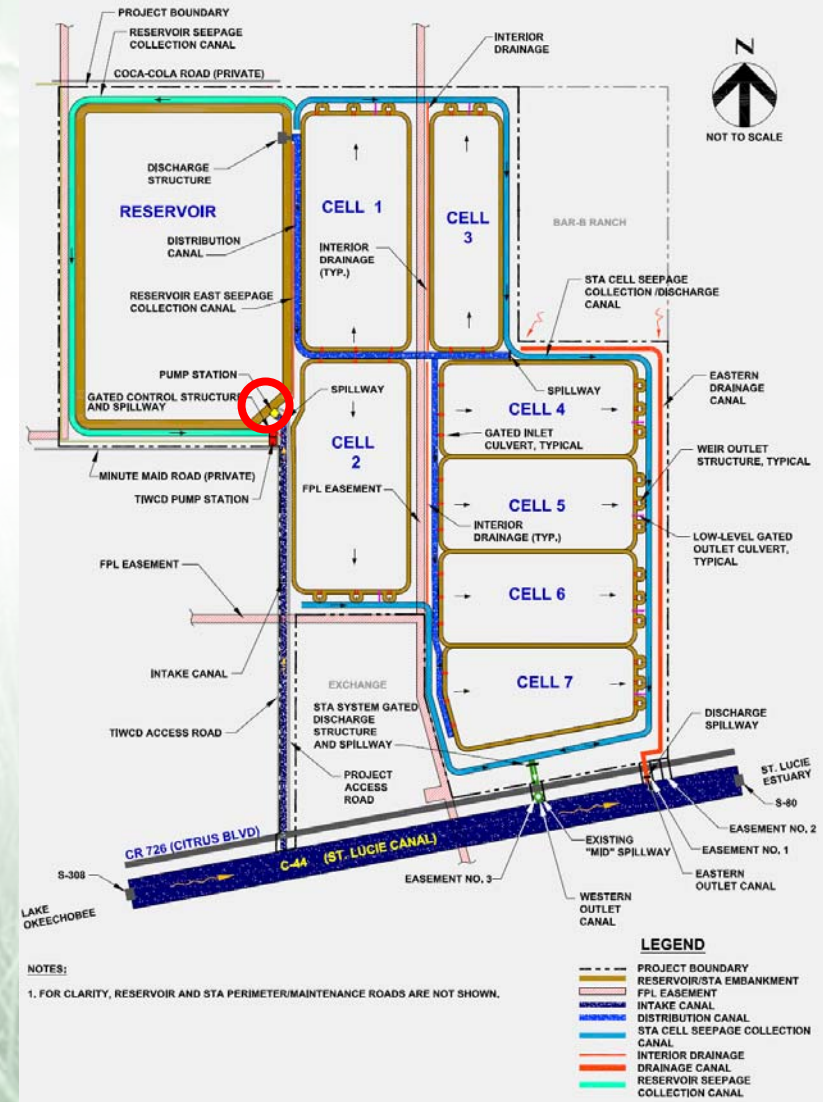 PROJECT BOUNDARY
RESERVOIR SEEPAGE
COLLECTION CANAL
COCA-COLA ROAD (PRIVATE)
INTERIOR
DRAINAGE
N
NOT TO SCALE
DISCHARGE
STRUCTURE
RESERVOIR
CELL 1
CELL
3
BAR-B RANCH
DISTRIBUTION
CANAL
INTERIOR
DRAINAGE
(TYP.)
STA CELL SEEPAGE
COLLECTION /DISCHARGE
CANAL
RESERVOIR EAST SEEPAGE
COLLECTION CANAL
PUMP STATION
GATED CONTROL STRUCTURE
AND SPILLWAY
SPILLWAY
SPILLWAY
EASTERN
DRAINAGE
CANAL
CELL 4
GATED INLET
CULVERT, TYPICAL
CELL
2
WEIR OUTLET
STRUCTURE, TYPICAL
MINUTE MAID ROAD (PRIVATE)
TIWCD PUMP STATION
FPL EASEMENT
CELL 5
INTERIOR
DRAINAGE (TYP.)
LOW-LEVEL GATED
OUTLET CULVERT,
TYPICAL
FPL EASEMENT
CELL 6
INTAKE CANAL
EXCHANGE
CELL 7
STA SYSTEM GATED
DISCHARGE
STRUCTURE
AND SPILLWAY
DISCHARGE
SPILLWAY
TIWCD ACCESS ROAD
PROJECT
ACCESS
ROAD
ST. LUCIE
ESTUARY
S-80
CR 726 (CITRUS BLVD)
C-44 (ST. LUCIE CANAL)
EASEMENT NO. 2
EXISTING
"MID" SPILLWAY
EASEMENT NO. 1
EASEMENT NO. 3
EASTERN
OUTLET CANAL
S-308
WESTERN
OUTLET
CANAL
LAKE
OKEECHOBEE
NOTES:
1. FOR CLARITY, RESERVOIR AND STA PERIMETER/MAINTENANCE ROADS ARE NOT SHOWN.
LEGEND
PROJECT BOUNDARY
RESERVOIR/STA EMBANKMENT
FPL EASEMENT
INTAKE CANAL
DISTRIBUTION CANAL
STA CELL SEEPAGE COLLECTION
CANAL
INTERIOR DRAINAGE
DRAINAGE CANAL
RESERVOIR SEEPAGE
COLLECTION CANAL